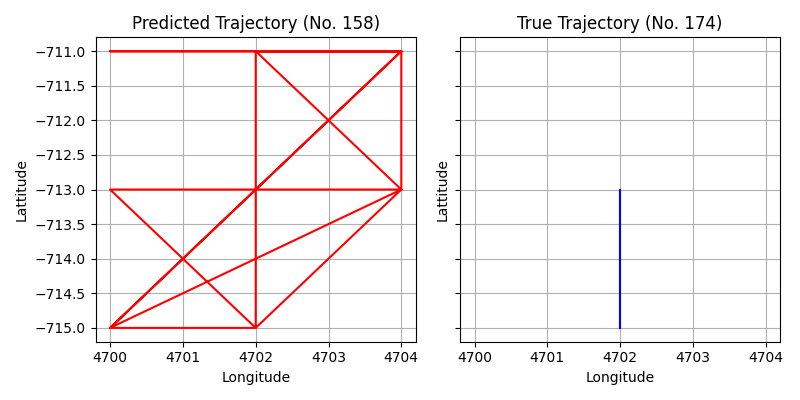 Predicted Trajectory (No. 158)
−711.0
−711.5
−712.0
−712.5
−713.0
−713.5
−714.0
−714.5
−715.0
Lattitude
4700 4701 4702 4703 4704
Longitude
True Trajectory (No. 174)
Lattitude
4700 4701 4702 4703 4704
Longitude